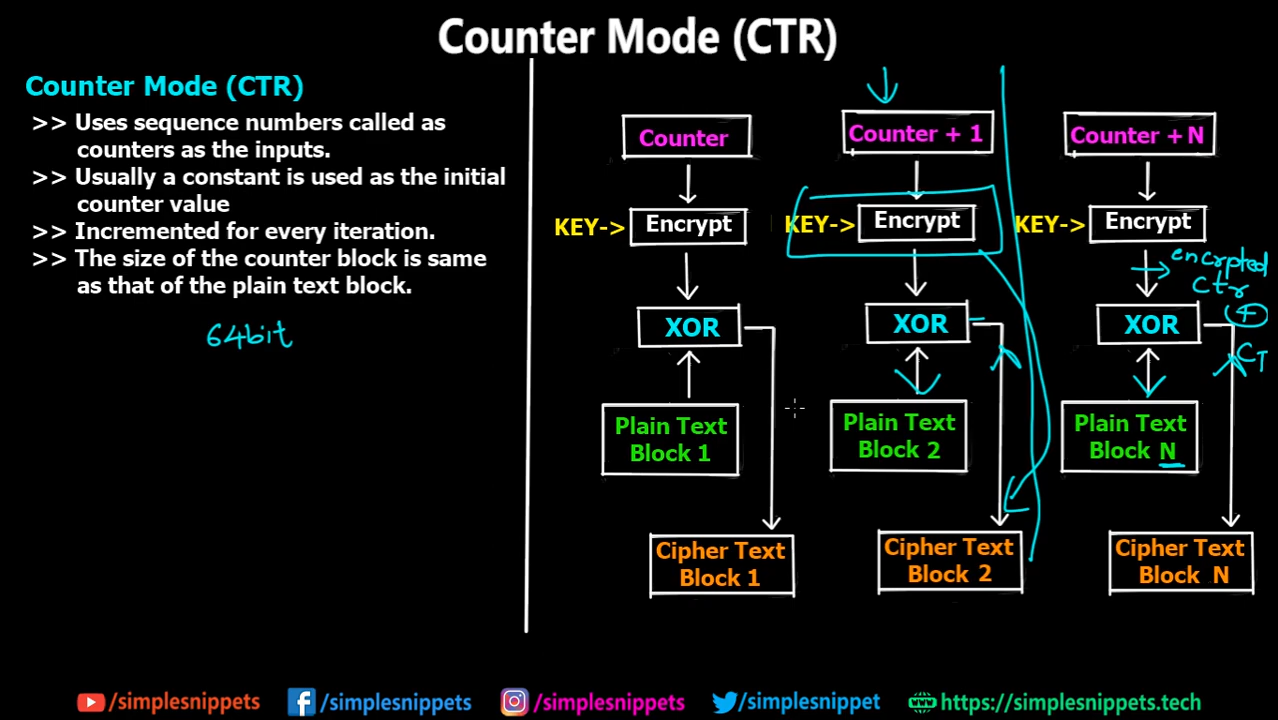 Counter Mode (CTR)
Counter Mode (CTR)
>> Uses sequence numbers called as
counters as the inputs.
>> Usually a constant is used as the initial
counter value
>> Incremented for every iteration.
>> The size of the counter block is same
as that of the plain text block.
64bit
Counter
Counter + 1
Counter + N
KEY->
Encrypt
KEY->
Encrypt
KEY->
Encrypt
encrpted
Ctr
+
CT
XOR
XOR
XOR
Plain Text
Block 1
Plain Text
Block 2
Plain Text
Block N
Cipher Text
Block 1
Cipher Text
Block 2
Cipher Text
Block N
/simplesnippets
/simplesnippets
/simplesnippets
/simplesnippet
https://simplesnippets.tech